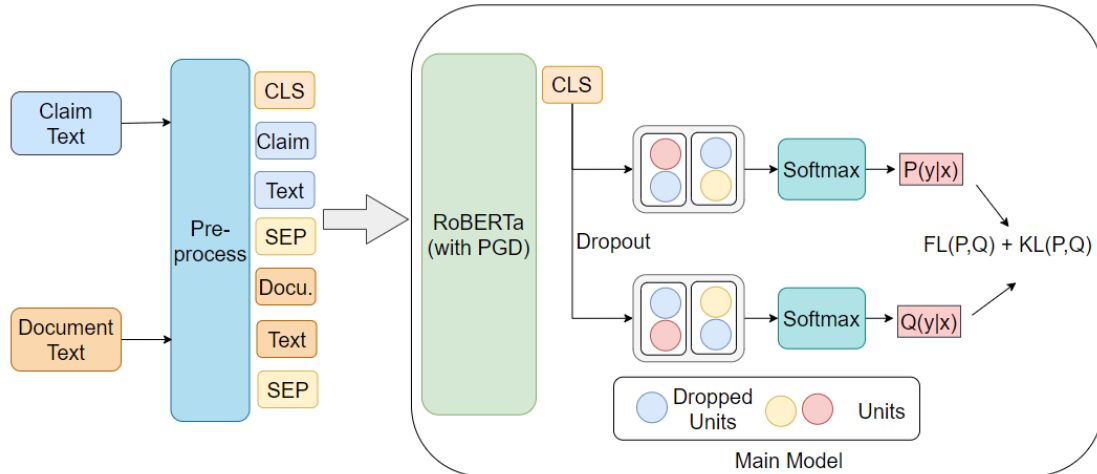 Claim
Text
Document
Text
Pre-
process
CLS
Claim
Text
SEP
Docu.
Text
SEP
RoBERTa
(with PGD)
CLS
Dropout
Softmax
P(y|x)
Softmax
Q(y|x)
FL(P,Q) + KL(P,Q)
Dropped
Units
Units
Main Model